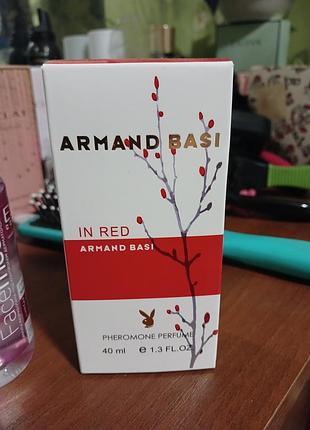 ARMAND BASI
IN RED
ARMAND BASI
PHEROMONE PERFUME
40 ml e 1.3 FL.OZ